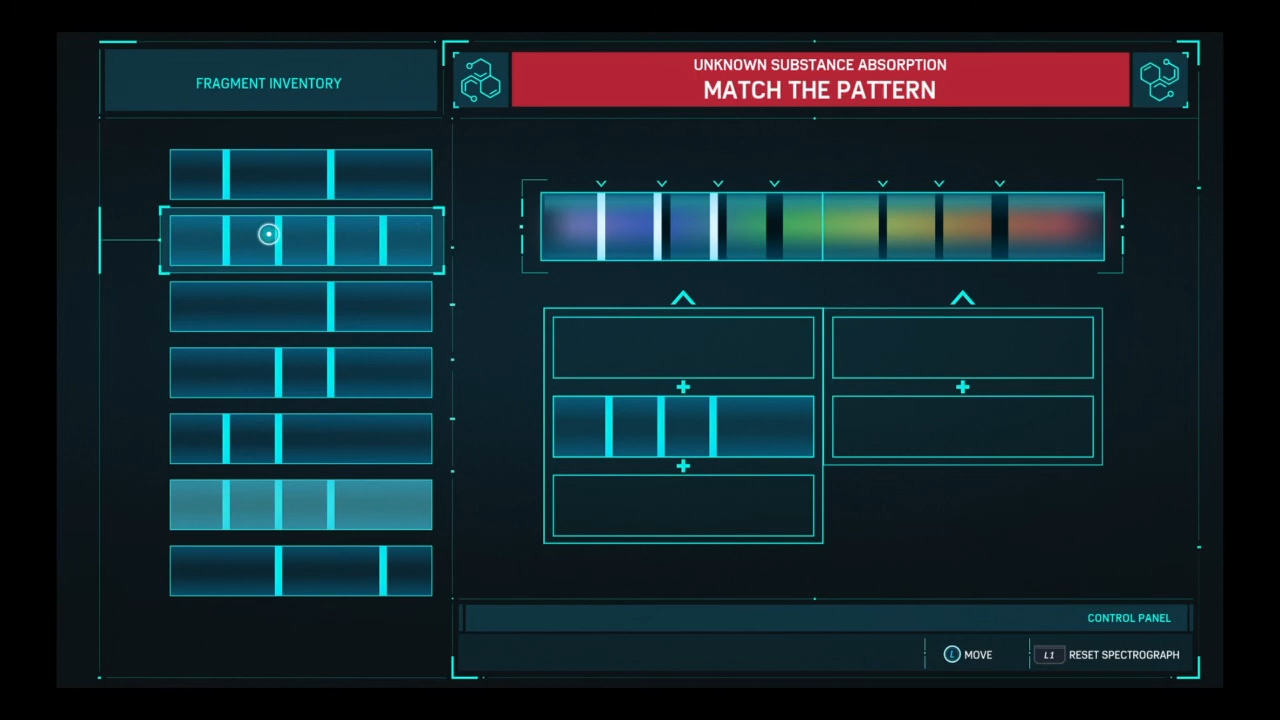 FRAGMENT INVENTORY
UNKNOWN SUBSTANCE ABSORPTION
MATCH THE PATTERN
CONTROL PANEL
L MOVE
L1 RESET SPECTROGRAPH